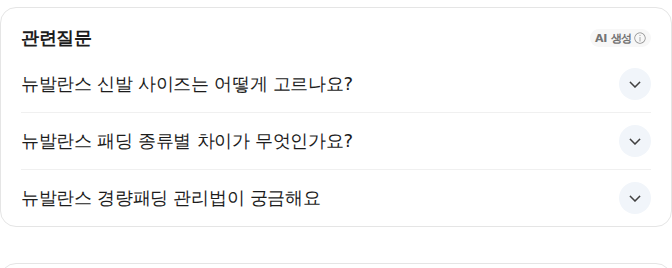 관련질문
AI 생성
뉴발란스 신발 사이즈는 어떻게 고르나요?
뉴발란스 패딩 종류별 차이가 무엇인가요?
뉴발란스 경량패딩 관리법이 궁금해요